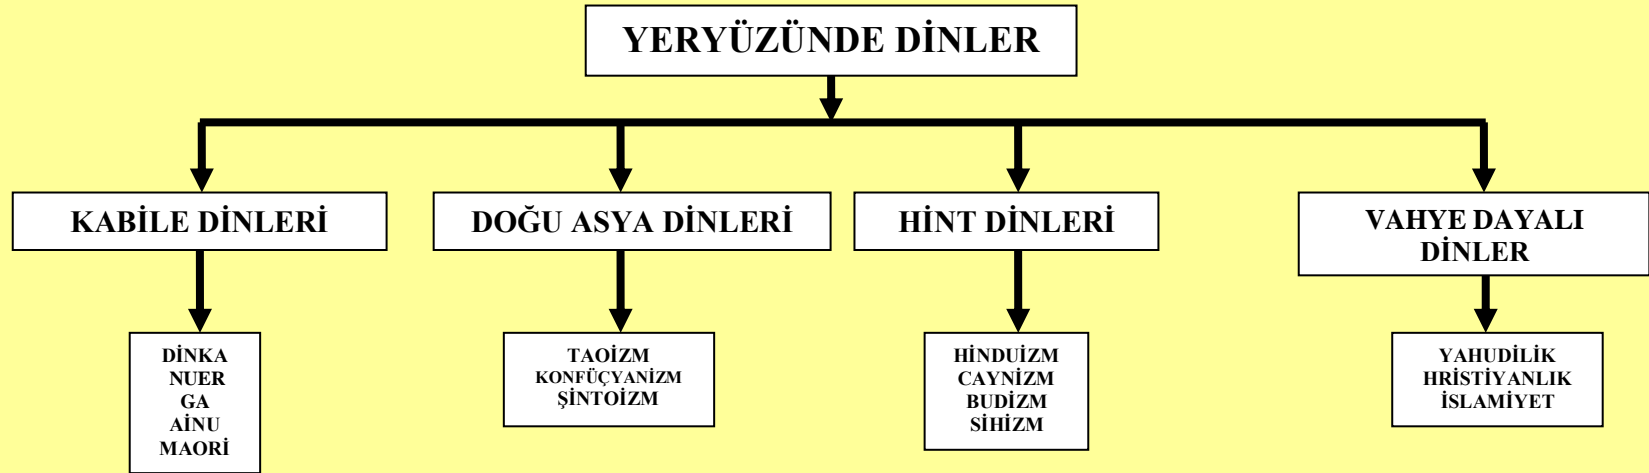 YERYÜZÜNDE DİNLER
KABİLE DİNLERİ
DOĞU ASYA DİNLERİ
HİNT DİNLERİ
VAHYE DAYALI
DİNLER
DİNKA
NUER
GA
AİNU
MAORİ
TAOİZM
KONFÜÇYANİZM
ŞİNTOİZM
HİNDUİZM
CAYNİZM
BUDİZM
SİHİZM
YAHUDİLİK
HRİSTİYANLIK
İSLAMİYET